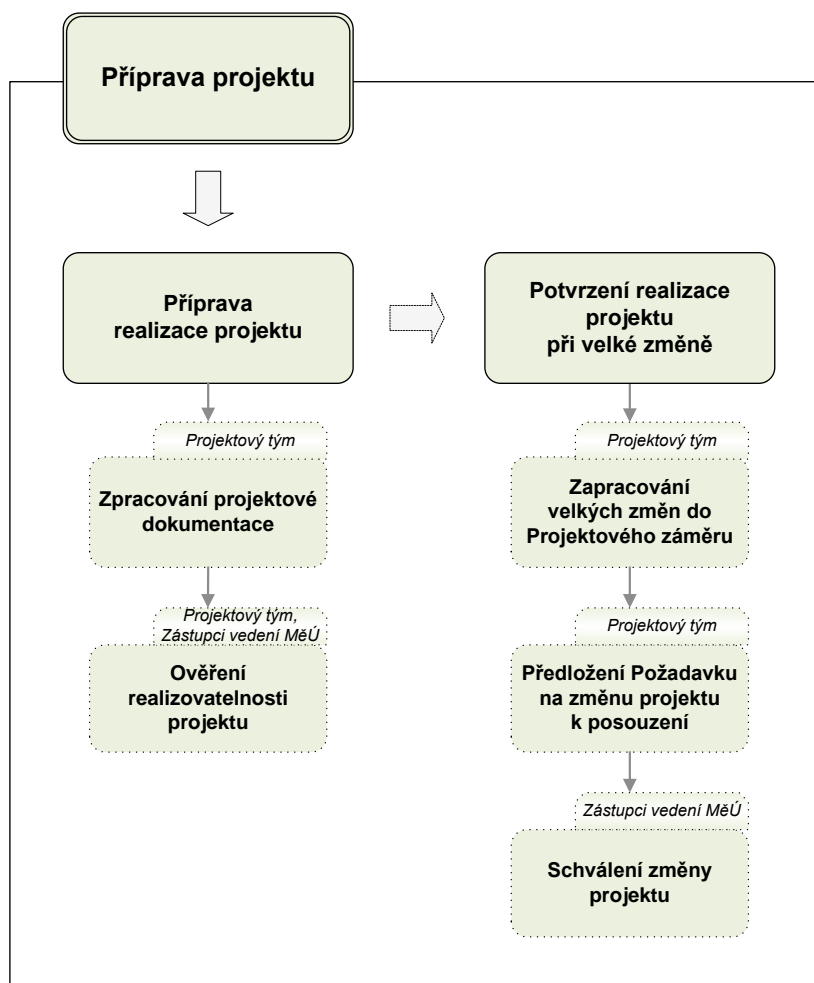 Příprava projektu
Příprava
realizace projektu
Projektový tým
Zpracování projektové
dokumentace
Projektový tým,
Zástupci vedení MěÚ
Ověření
realizovatelnosti
projektu
Potvrzení realizace
projektu
při velké změně
Projektový tým
Zapracování
velkých změn do
Projektového záměru
Projektový tým
Předložení Požadavku
na změnu projektu
k posouzení
Zástupci vedení MěÚ
Schválení změny
projektu